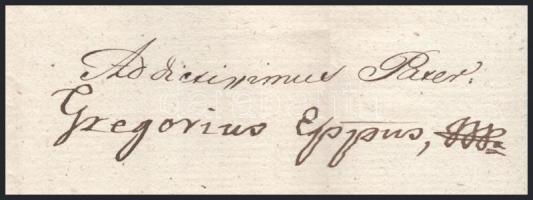 Addictissimus Pater.
Gregorius Eppus,